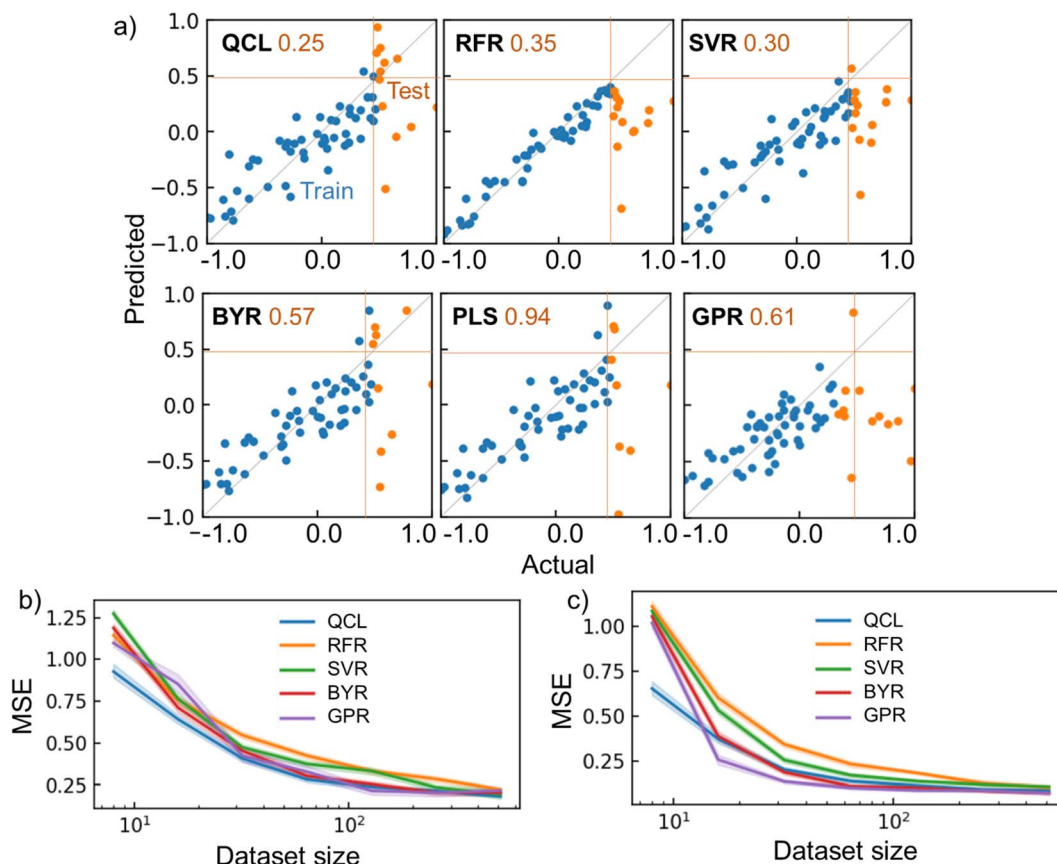 a)
QCL 0.25
RFR 0.35
SVR 0.30
1.0
0.5
0.0
−0.5
−1.0
Test
Train
-1.0 0.0 1.0
-1.0 0.0 1.0
-1.0 0.0 1.0
Predicted
BYR 0.57
PLS 0.94
GPR 0.61
1.0
0.5
0.0
−0.5
−1.0
−1.0 0.0 1.0
-1.0 0.0 1.0
-1.0 0.0 1.0
Actual
b)
MSE
1.25
1.00
0.75
0.50
0.25
QCL
RFR
SVR
BYR
GPR
10¹ 10²
Dataset size
c)
MSE
1.00
0.75
0.50
0.25
QCL
RFR
SVR
BYR
GPR
10¹ 10²
Dataset size